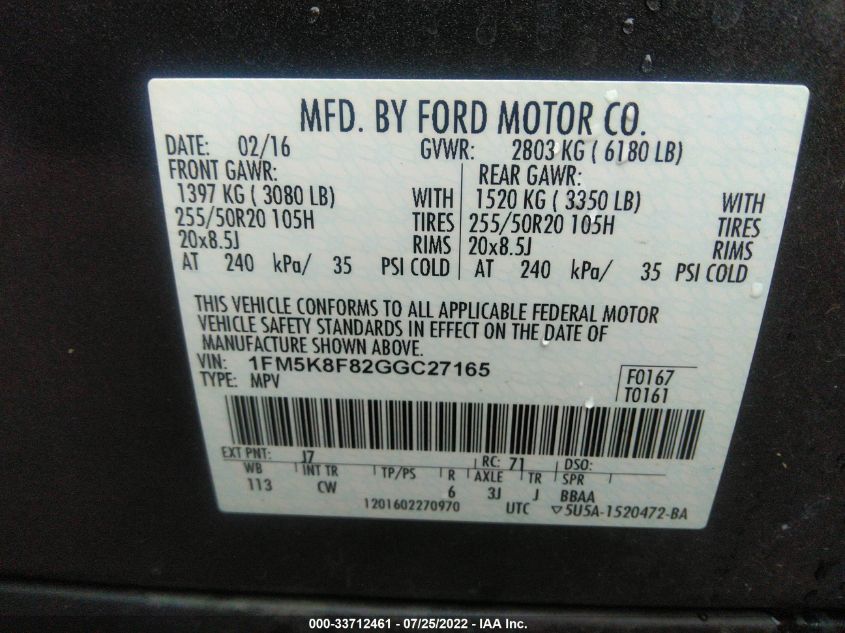 MFD. BY FORD MOTOR CO.
DATE: 02/16 GVWR: 2803 KG ( 6180 LB)
FRONT GAWR: REAR GAWR:
1397 KG ( 3080 LB) WITH 1520 KG ( 3350 LB) WITH
255/50R20 105H TIRES 255/50R20 105H TIRES
20x8.5J RIMS 20x8.5J RIMS
AT 240 kPa/ 35 PSI COLD AT 240 kPa/ 35 PSI COLD
THIS VEHICLE CONFORMS TO ALL APPLICABLE FEDERAL MOTOR
VEHICLE SAFETY STANDARDS IN EFFECT ON THE DATE OF
MANUFACTURE SHOWN ABOVE.
VIN: 1FM5K8F82GGC27165
TYPE: MPV
F0167
T0161
EXT PNT: J7 RC: 71 DSO:
WB INT TR TP/PS R AXLE TR SPR
113 CW 6 3J J BBAA
1201602270970 UTC ▽5U5A-1520472-BA
000-33712461 - 07/25/2022 - IAA Inc.